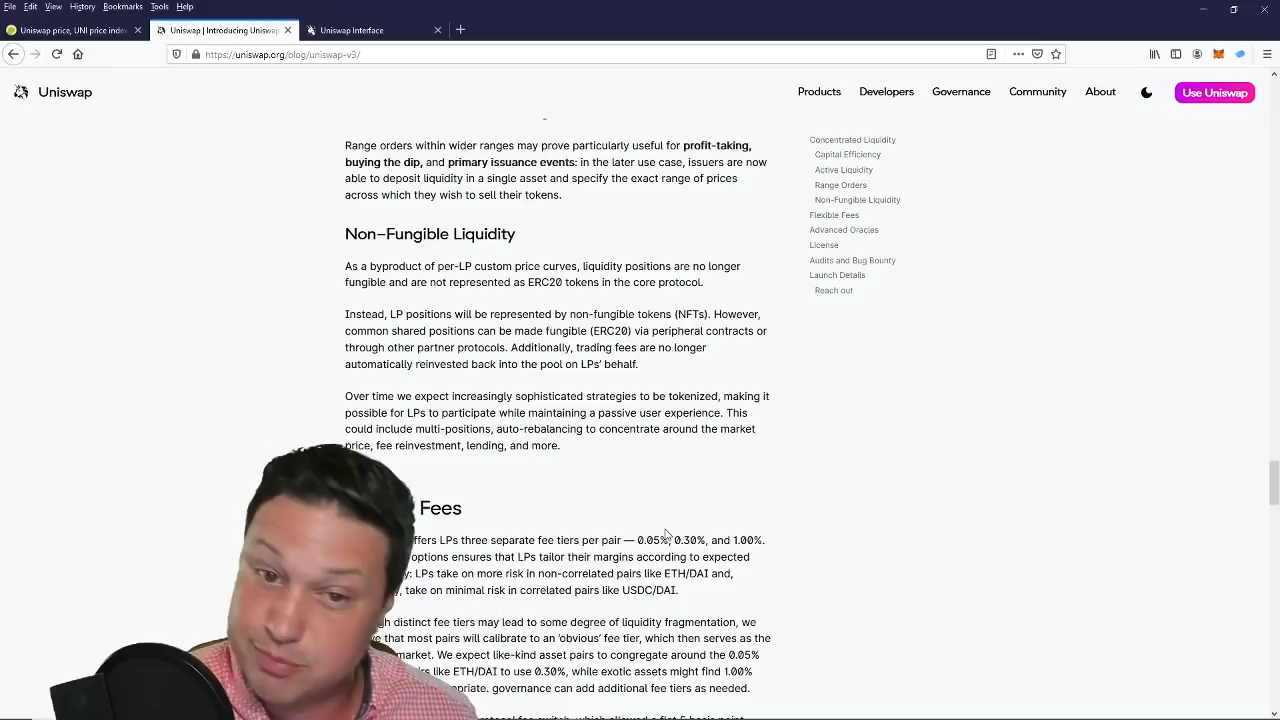 File Edit View History Bookmarks Tools Help
Uniswap price, UNI price index
Uniswap | Introducing Uniswap
Uniswap Interface
https://uniswap.org/blog/uniswap-v3/
Uniswap
Products Developers Governance Community About Use Uniswap
Range orders within wider ranges may prove particularly useful for profit-taking,
buying the dip, and primary issuance events: in the later use case, issuers are now
able to deposit liquidity in a single asset and specify the exact range of prices
across which they wish to sell their tokens.
Non-Fungible Liquidity
As a byproduct of per-LP custom price curves, liquidity positions are no longer
fungible and are not represented as ERC20 tokens in the core protocol.
Instead, LP positions will be represented by non-fungible tokens (NFTs). However,
common shared positions can be made fungible (ERC20) via peripheral contracts or
through other partner protocols. Additionally, trading fees are no longer
automatically reinvested back into the pool on LPs' behalf.
Over time we expect increasingly sophisticated strategies to be tokenized, making it
possible for LPs to participate while maintaining a passive user experience. This
could include multi-positions, auto-rebalancing to concentrate around the market
price, fee reinvestment, lending, and more.
Fees
LPs three separate fee tiers per pair — 0.05%, 0.30%, and 1.00%.
options ensures that LPs tailor their margins according to expected
LPs take on more risk in non-correlated pairs like ETH/DAI and,
take on minimal risk in correlated pairs like USDC/DAI.
distinct fee tiers may lead to some degree of liquidity fragmentation, we
that most pairs will calibrate to an 'obvious' fee tier, which then serves as the
market. We expect like-kind asset pairs to congregate around the 0.05%
like ETH/DAI to use 0.30%, while exotic assets might find 1.00%
governance can add additional fee tiers as needed.
fee switch, which allowed a flat 5 basis point
Concentrated Liquidity
Capital Efficiency
Active Liquidity
Range Orders
Non-Fungible Liquidity
Flexible Fees
Advanced Oracles
License
Audits and Bug Bounty
Launch Details
Reach out